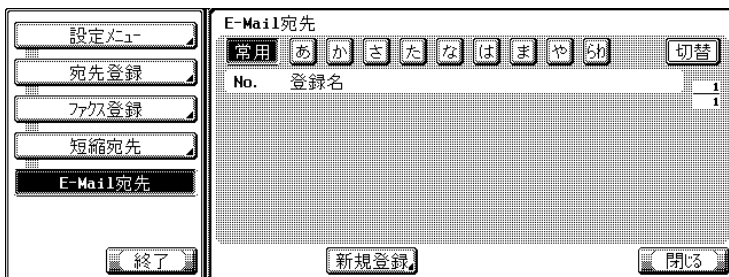 設定ﾒﾆｭｰ
宛先登録
ﾌｧｸｽ登録
短縮宛先
E-Mail宛先
終了
E-Mail宛先
常用 あ か さ た な は ま や らわ 切替
No. 登録名
1
1
新規登録
閉じる